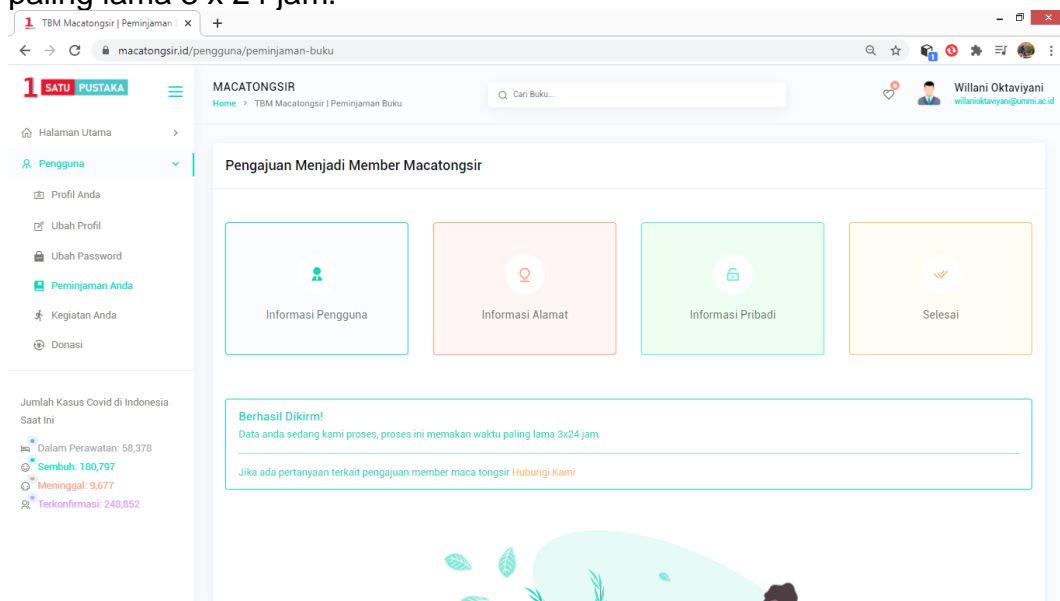 paling lama 3 x 24 jam.
TBM Macatongsir | Peminjaman
macatongsir.id/pengguna/peminjaman-buku
1 SATU PUSTAKA
MACATONGSIR
Home > TBM Macatongsir | Peminjaman Buku
Cari Buku...
Willani Oktaviyani
willanioktaviyani@ummi.ac.id
Halaman Utama
Pengguna
Profil Anda
Ubah Profil
Ubah Password
Peminjaman Anda
Kegiatan Anda
Donasi
Jumlah Kasus Covid di Indonesia
Saat Ini
Dalam Perawatan: 58,378
Sembuh: 180,797
Meninggal: 9,677
Terkonfirmasi: 248,852
Pengajuan Menjadi Member Macatongsir
Informasi Pengguna
Informasi Alamat
Informasi Pribadi
Selesai
Berhasil Dikirm!
Data anda sedang kami proses, proses ini memakan waktu paling lama 3x24 jam.
Jika ada pertanyaan terkait pengajuan member maca tongsir Hubungi Kami